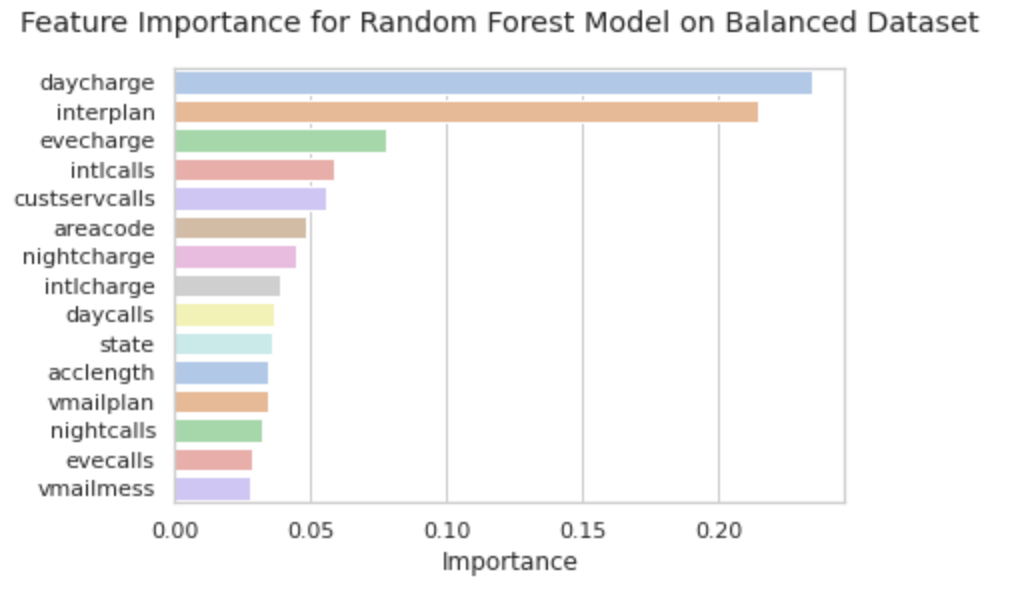 Feature Importance for Random Forest Model on Balanced Dataset
daycharge
interplan
evecharge
intlcalls
custservcalls
areacode
nightcharge
intlcharge
daycalls
state
acclength
vmailplan
nightcalls
evecalls
vmailmess
0.00 0.05 0.10 0.15 0.20
Importance